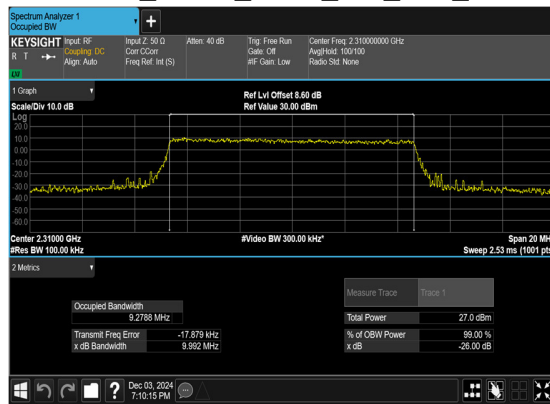 Spectrum Analyzer 1
Occupied BW
KEYSIGHT
R T
Input: RF
Coupling: DC
Align: Auto
Input Z: 50 Ω
Corr CCorr
Freq Ref: Int (S)
Atten: 40 dB
Trig: Free Run
Gate: Off
#IF Gain: Low
Center Freq: 2.310000000 GHz
Avg|Hold: 100/100
Radio Std: None
1 Graph
Scale/Div 10.0 dB
Ref Lvl Offset 8.60 dB
Ref Value 30.00 dBm
Log
20.0
10.0
0.00
-10.0
-20.0
-30.0
-40.0
-50.0
-60.0
Center 2.31000 GHz
#Res BW 100.00 kHz
#Video BW 300.00 kHz*
Span 20 MH
Sweep 2.53 ms (1001 pts
2 Metrics
Measure Trace Trace 1
Occupied Bandwidth
9.2788 MHz
Total Power 27.0 dBm
Transmit Freq Error -17.879 kHz
x dB Bandwidth 9.992 MHz
% of OBW Power 99.00 %
x dB -26.00 dB
?
Dec 03, 2024
7:10:15 PM